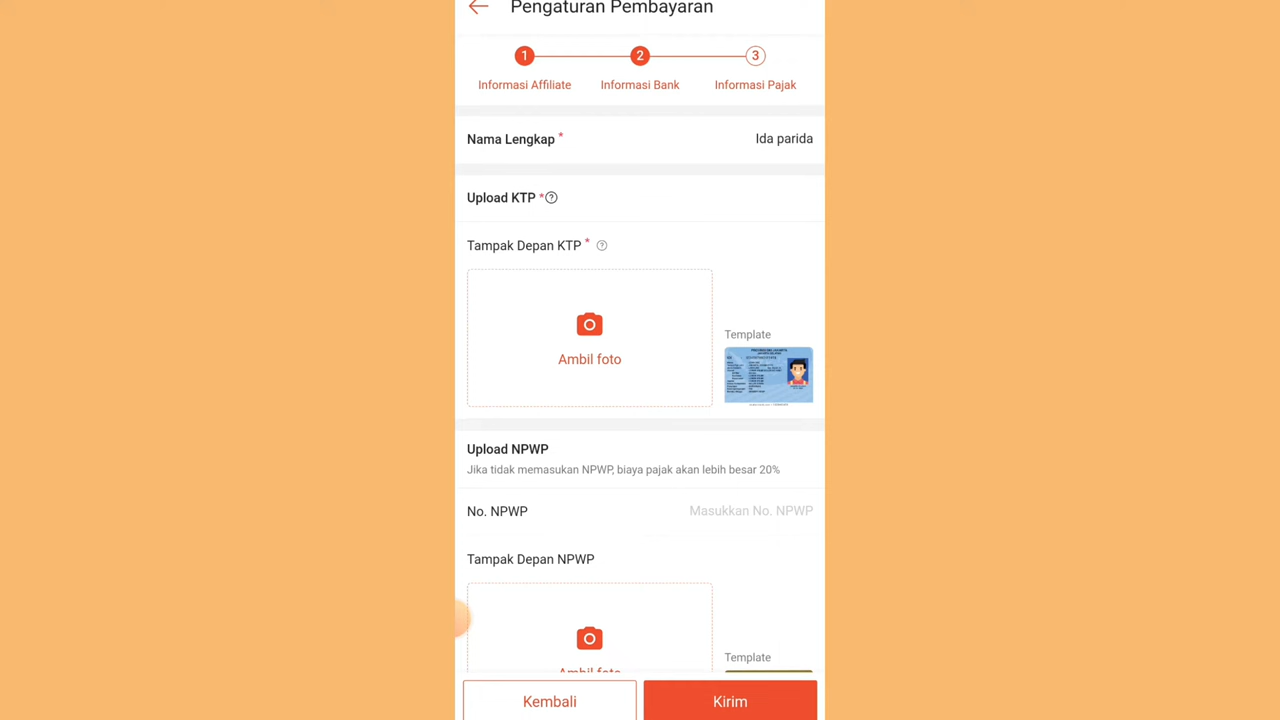 Pengaturan Pembayaran
1 2 3
Informasi Affiliate Informasi Bank Informasi Pajak
Nama Lengkap * Ida parida
Upload KTP * ?
Tampak Depan KTP * ?
Ambil foto
Template
Upload NPWP
Jika tidak memasukan NPWP, biaya pajak akan lebih besar 20%
No. NPWP Masukkan No. NPWP
Tampak Depan NPWP
Template
Ambil foto
Kembali Kirim